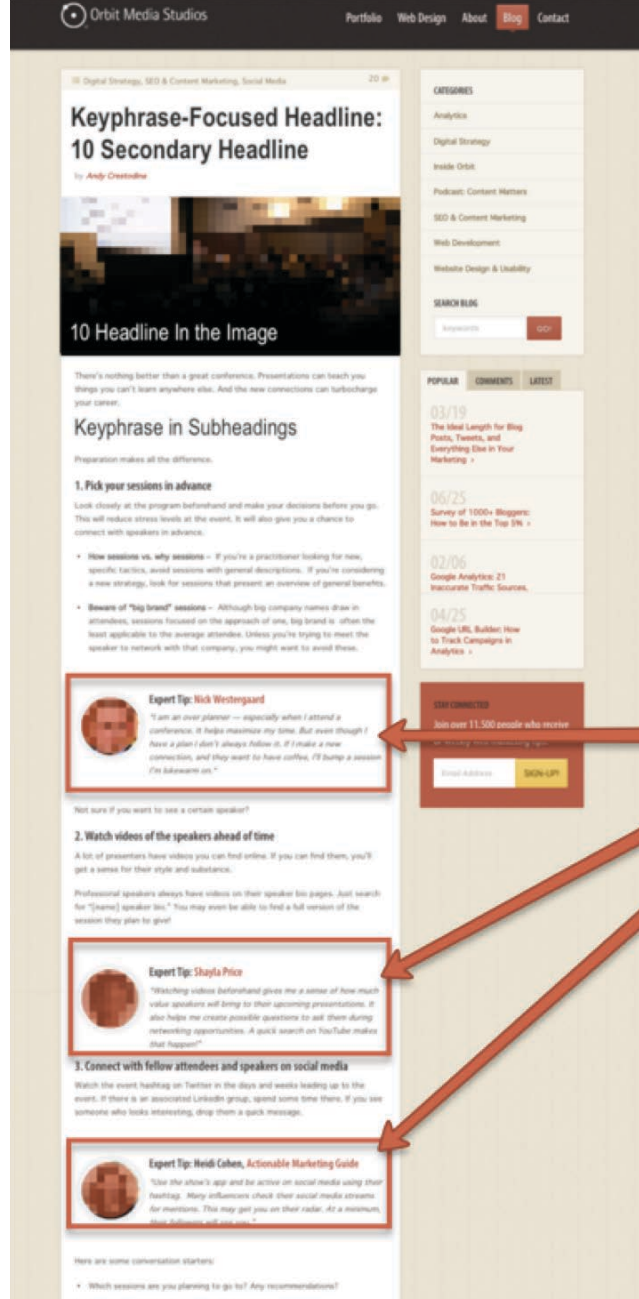 Orbit Media Studios
Portfolio Web Design About Blog Contact
Digital Strategy, SEO & Content Marketing, Social Media 20
Keyphrase-Focused Headline:
10 Secondary Headline
by Andy Crestodina
10 Headline In the Image
There's nothing better than a great conference. Presentations can teach you
things you can't learn anywhere else. And the new connections can turbocharge
your career.
Keyphrase in Subheadings
Preparation makes all the difference.
1. Pick your sessions in advance
Look closely at the program beforehand and make your decisions before you go.
This will reduce stress levels at the event. It will also give you a chance to
connect with speakers in advance.
• How sessions vs. why sessions – If you're a practitioner looking for new,
specific tactics, avoid sessions with general descriptions. If you're considering
a new strategy, look for sessions that present an overview of general benefits.
• Beware of "big brand" sessions – Although big company names draw in
attendees, sessions focused on the approach of one, big brand is often the
least applicable to the average attendee. Unless you're trying to meet the
speaker to network with that company, you might want to avoid these.
Expert Tip: Nick Westergaard
"I am an over planner — especially when I attend a
conference. It helps maximize my time. But even though I
have a plan I don't always follow it. If I make a new
connection, and they want to have coffee, I'll bump a session
I'm lukewarm on."
Not sure if you want to see a certain speaker?
2. Watch videos of the speakers ahead of time
A lot of presenters have videos you can find online. If you can find them, you'll
get a sense for their style and substance.
Professional speakers always have videos on their speaker bio pages. Just search
for "[name] speaker bio." You may even be able to find a full version of the
session they plan to give!
Expert Tip: Shayla Price
"Watching videos beforehand gives me a sense of how much
value speakers will bring to their upcoming presentations. It
also helps me create possible questions to ask them during
networking opportunities. A quick search on YouTube makes
that happen!"
3. Connect with fellow attendees and speakers on social media
Watch the event hashtag on Twitter in the days and weeks leading up to the
event. If there is an associated LinkedIn group, spend some time there. If you see
someone who looks interesting, drop them a quick message.
Expert Tip: Heidi Cohen, Actionable Marketing Guide
"Use the show's app and be active on social media using their
hashtag. Many influencers check their social media streams
for mentions. This may get you on their radar. At a minimum,
their followers will see you."
Here are some conversation starters:
• Which sessions are you planning to go to? Any recommendations?
CATEGORIES
Analytics
Digital Strategy
Inside Orbit
Podcast: Content Matters
SEO & Content Marketing
Web Development
Website Design & Usability
SEARCH BLOG
keywords GO!
POPULAR COMMENTS LATEST
03/19
The Ideal Length for Blog
Posts, Tweets, and
Everything Else in Your
Marketing ›
06/25
Survey of 1000+ Bloggers:
How to Be in the Top 5% ›
02/06
Google Analytics: 21
Inaccurate Traffic Sources,
04/25
Google URL Builder: How
to Track Campaigns in
Analytics ›
STAY CONNECTED
Join over 11,500 people who receive
Email Address SIGN-UP!